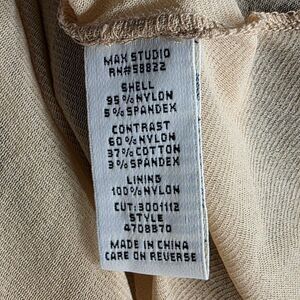 MAX STUDIO
RN#58822
SHELL
95%NYLON
5%SPANDEX
CONTRAST
60%NYLON
37%COTTON
3%SPANDEX
LINING
100%NYLON
CUT:3001112
STYLE
4708B70
MADE IN CHINA
CARE ON REVERSE